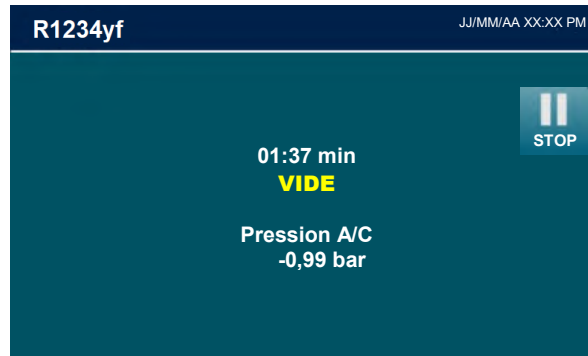 R1234yf
JJ/MM/AA XX:XX PM
STOP
01:37 min
VIDE
Pression A/C
-0,99 bar